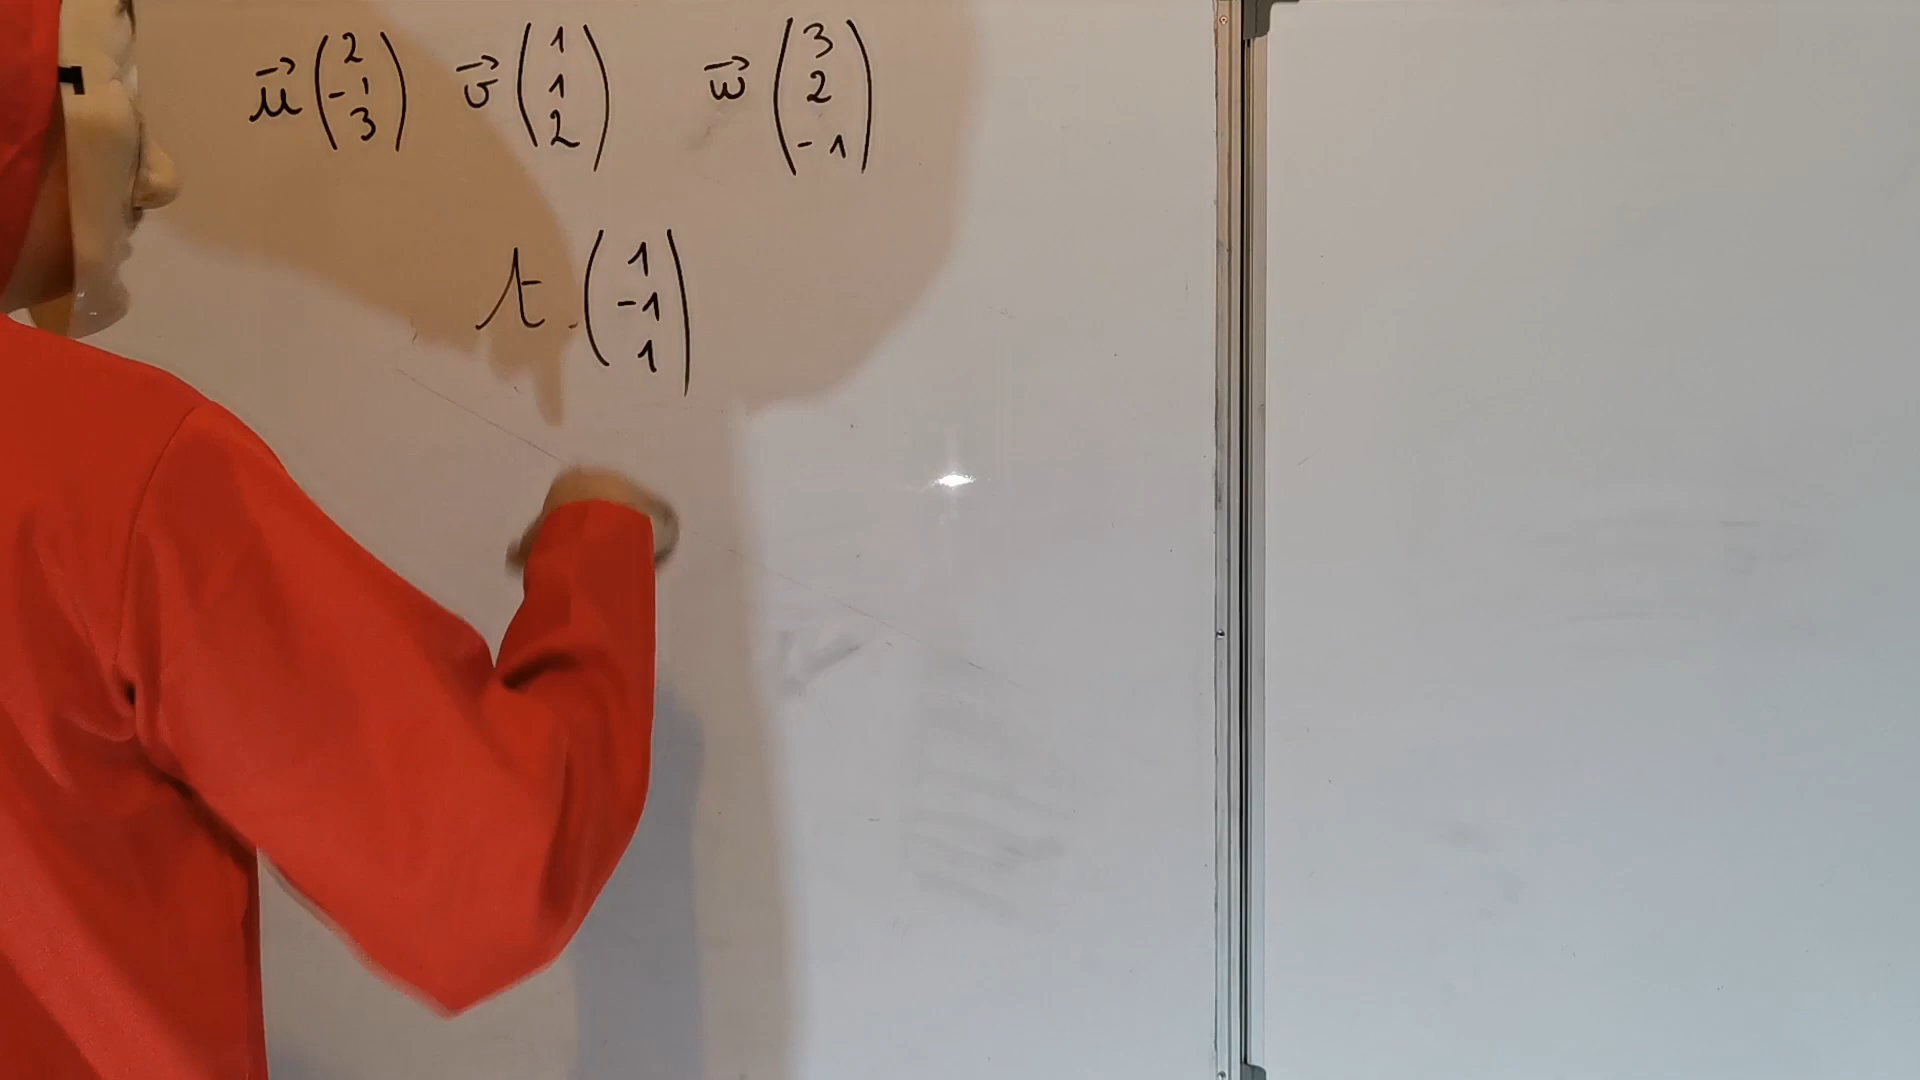 u⃗ (2 -1 3) v⃗ (1 1 2) w⃗ (3 2 -1)
t (1 -1 1)